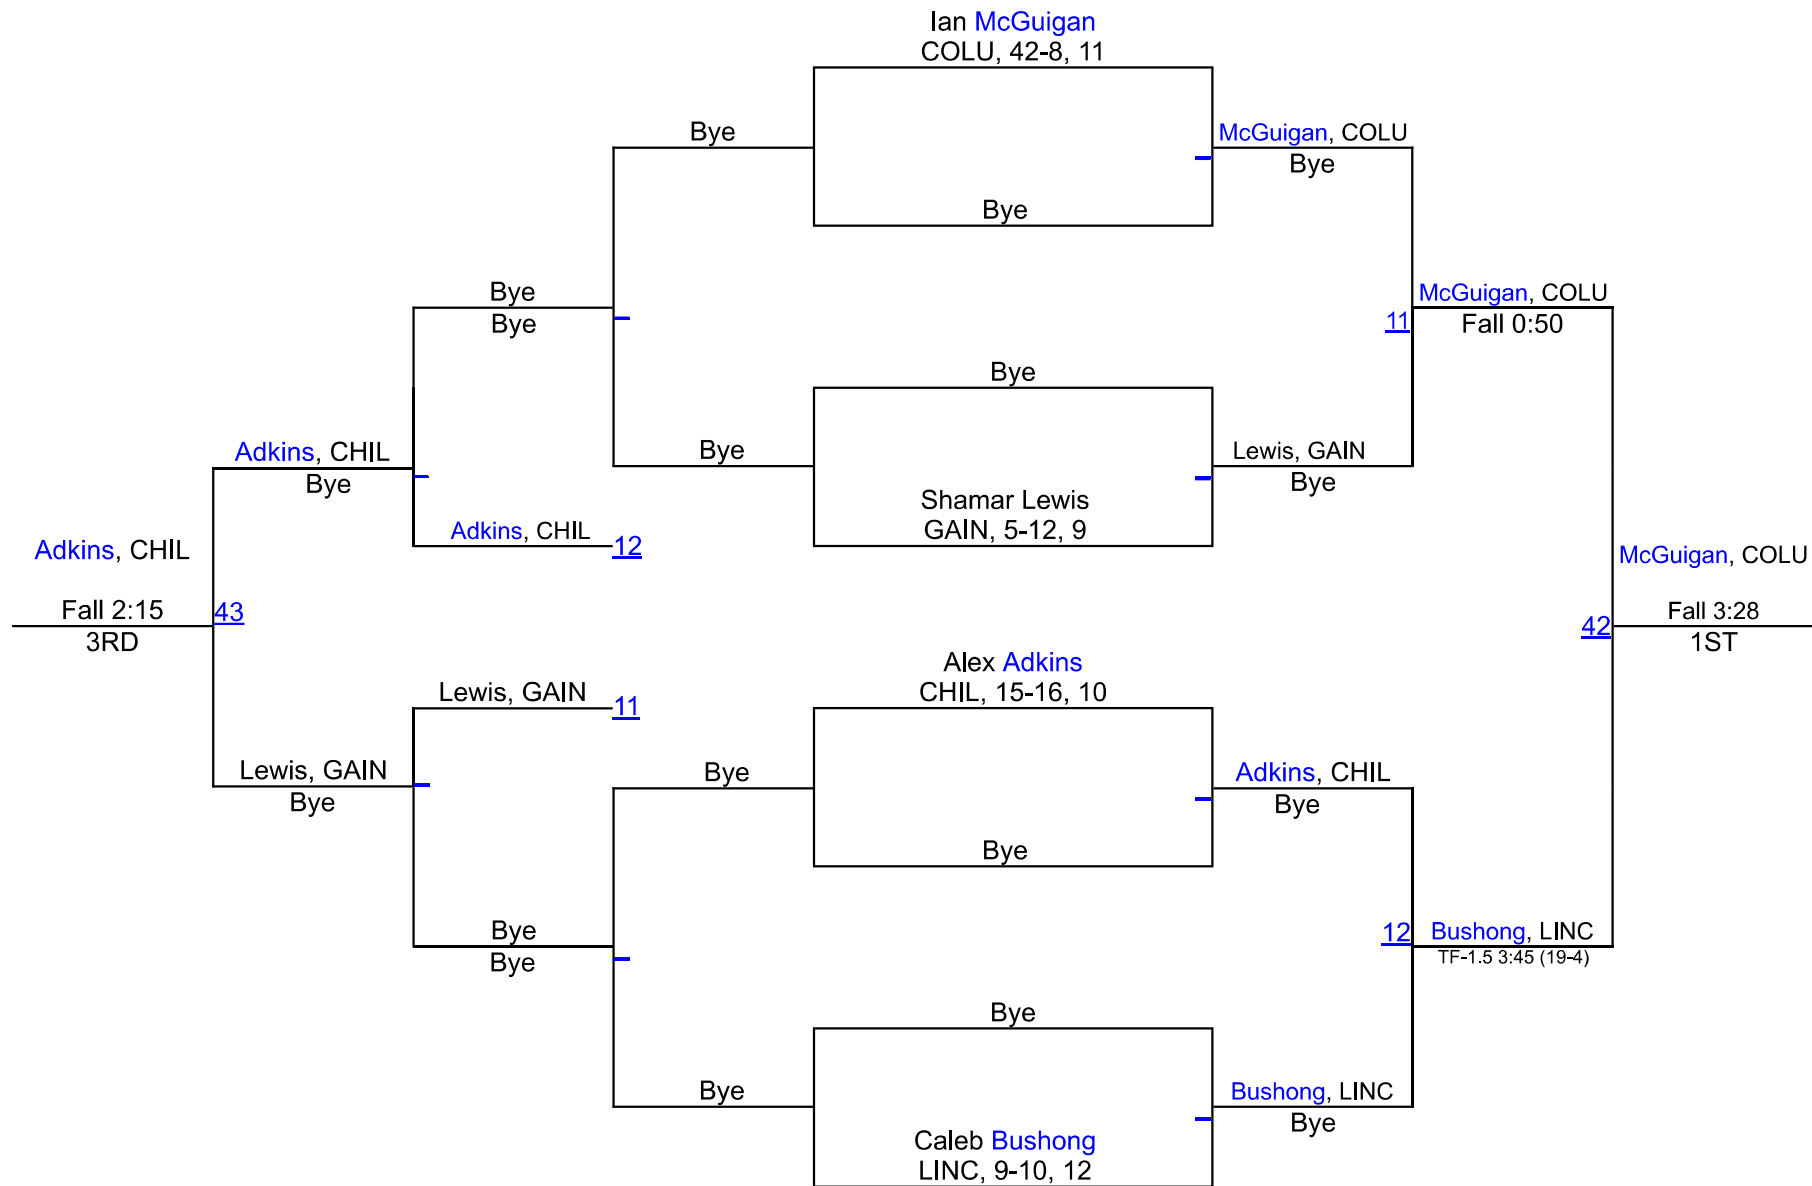 Ian McGuigan
COLU, 42-8, 11
Bye
McGuigan, COLU
Bye
Bye
Bye
Bye
McGuigan, COLU
11
Fall 0:50
Bye
Adkins, CHIL
Bye
Bye
Lewis, GAIN
Bye
Shamar Lewis
GAIN, 5-12, 9
Adkins, CHIL
12
Adkins, CHIL
McGuigan, COLU
Fall 2:15
43
3RD
42
Fall 3:28
1ST
Alex Adkins
CHIL, 15-16, 10
Lewis, GAIN
11
Lewis, GAIN
Bye
Bye
Adkins, CHIL
Bye
Bye
Bye
Bye
12
Bushong, LINC
TF-1.5 3:45 (19-4)
Bye
Bye
Bushong, LINC
Bye
Caleb Bushong
LINC, 9-10, 12